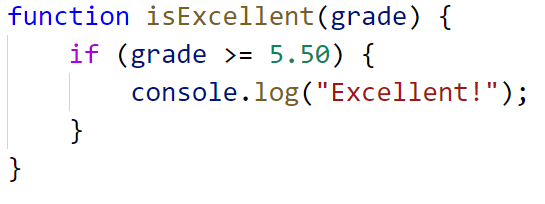 function isExcellent(grade) {
    if (grade >= 5.50) {
        console.log("Excellent!");
    }
}